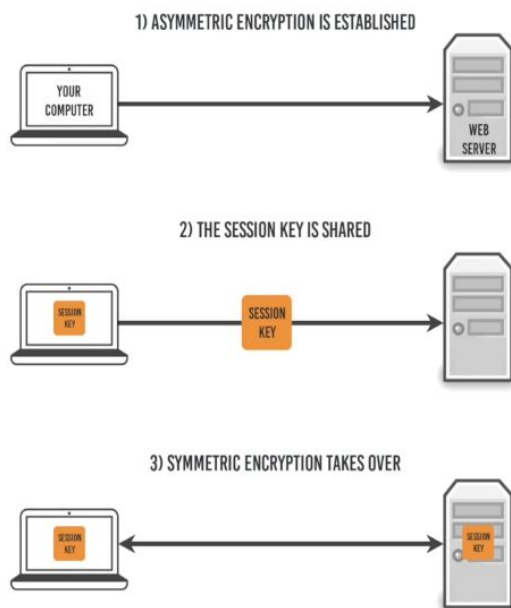 1) ASYMMETRIC ENCRYPTION IS ESTABLISHED
YOUR
COMPUTER
WEB
SERVER
2) THE SESSION KEY IS SHARED
SESSION
KEY
SESSION
KEY
3) SYMMETRIC ENCRYPTION TAKES OVER
SESSION
KEY
SESSION
KEY